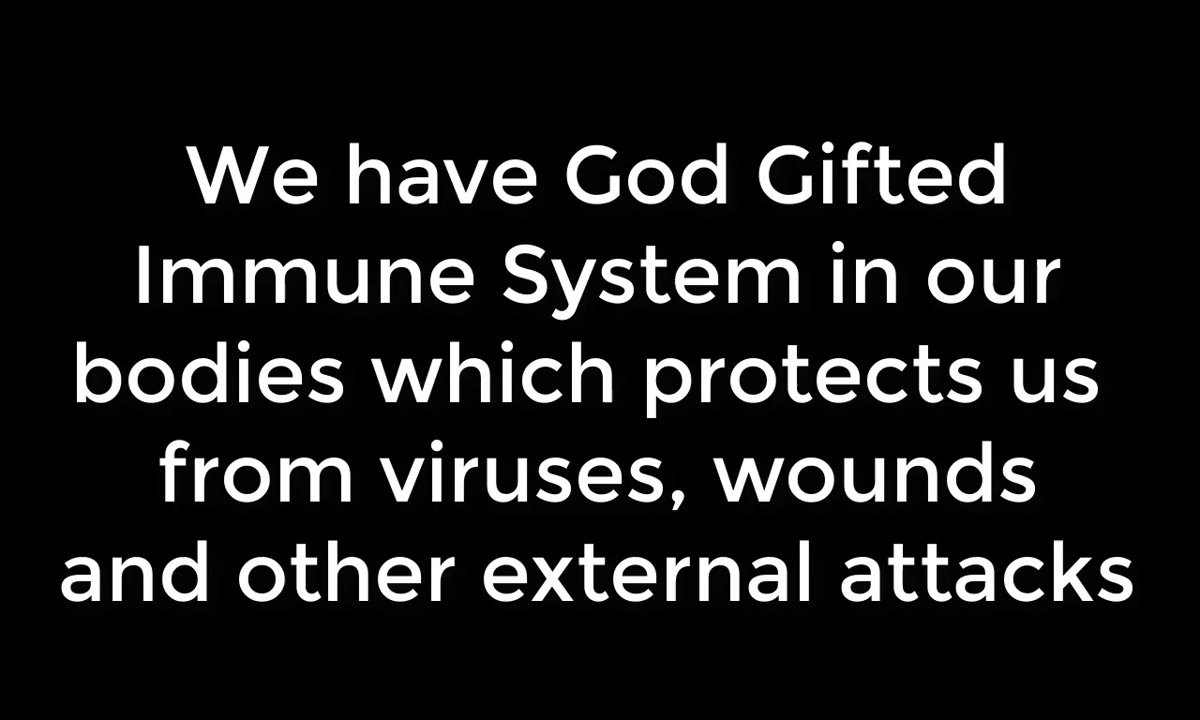 We have God Gifted
Immune System in our
bodies which protects us
from viruses, wounds
and other external attacks